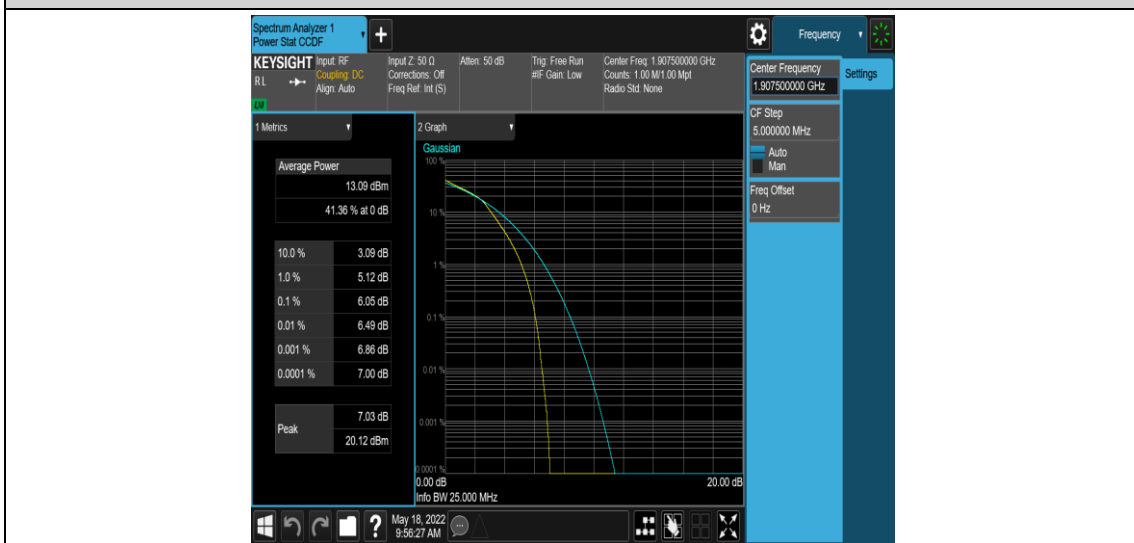 Spectrum Analyzer 1
Power Stat CCDF
+
Frequency
KEYSIGHT
RL
LXI
Input: RF
Coupling: DC
Align: Auto
Input Z: 50 Ω
Corrections: Off
Freq Ref: Int (S)
Atten: 50 dB
Trig: Free Run
#IF Gain: Low
Center Freq: 1.907500000 GHz
Counts: 1.00 M/1.00 Mpt
Radio Std: None
Center Frequency
1.907500000 GHz
Settings
CF Step
5.000000 MHz
Auto
Man
Freq Offset
0 Hz
1 Metrics
Average Power
13.09 dBm
41.36 % at 0 dB
10.0 % 3.09 dB
1.0 % 5.12 dB
0.1 % 6.05 dB
0.01 % 6.49 dB
0.001 % 6.86 dB
0.0001 % 7.00 dB
Peak 7.03 dB
20.12 dBm
2 Graph
Gaussian
100 %
10 %
1 %
0.1 %
0.01 %
0.001 %
0.0001 %
0.00 dB 20.00 dB
Info BW 25.000 MHz
?
May 18, 2022
9:56:27 AM